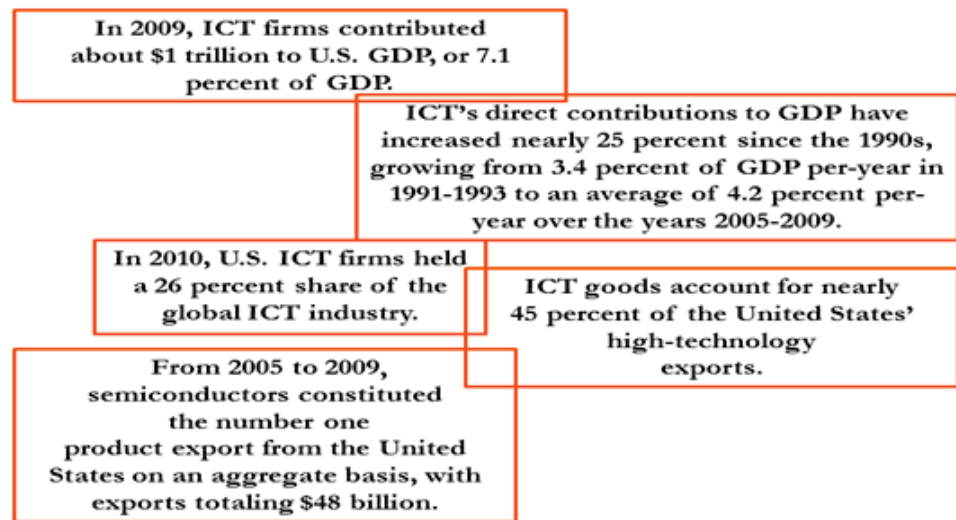 In 2009, ICT firms contributed
about $1 trillion to U.S. GDP, or 7.1
percent of GDP.
ICT's direct contributions to GDP have
increased nearly 25 percent since the 1990s,
growing from 3.4 percent of GDP per-year in
1991-1993 to an average of 4.2 percent per-
year over the years 2005-2009.
In 2010, U.S. ICT firms held
a 26 percent share of the
global ICT industry.
ICT goods account for nearly
45 percent of the United States'
high-technology
exports.
From 2005 to 2009,
semiconductors constituted
the number one
product export from the United
States on an aggregate basis, with
exports totaling $48 billion.